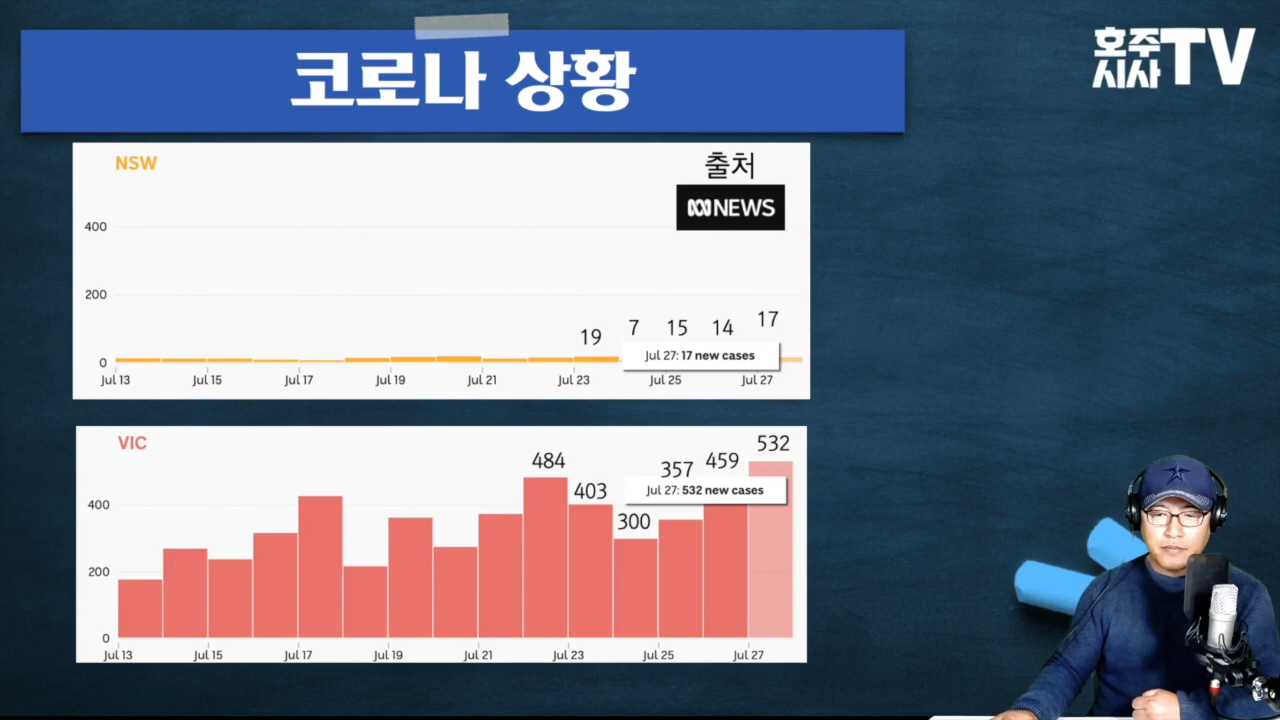 코로나 상황
호주
시사TV
NSW
출처
NEWS
400
200
19
7
15
14
17
Jul 27: 17 new cases
0
Jul 13
Jul 15
Jul 17
Jul 19
Jul 21
Jul 23
Jul 25
Jul 27
VIC
532
484
357
459
Jul 27: 532 new cases
403
400
300
200
0
Jul 13
Jul 15
Jul 17
Jul 19
Jul 21
Jul 23
Jul 25
Jul 27